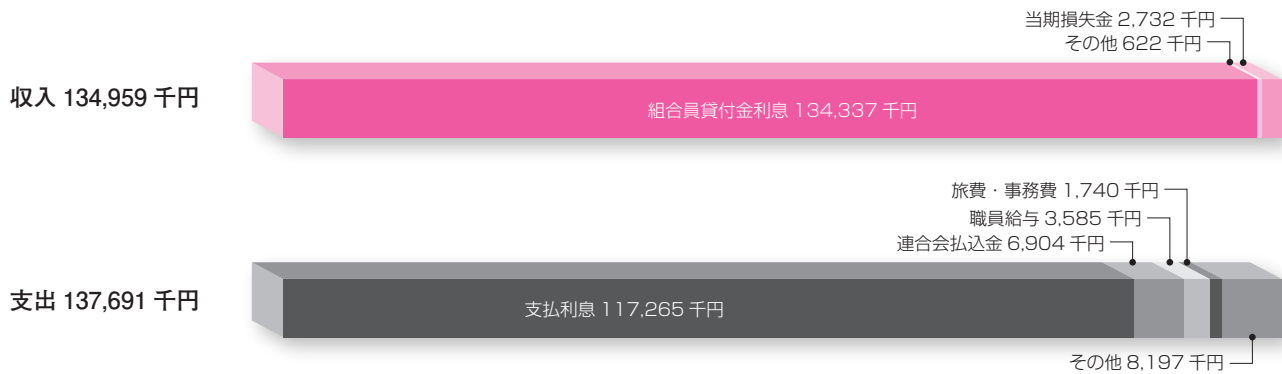 当期損失金 2,732 千円
その他 622 千円
収入 134,959 千円
組合員貸付金利息 134,337 千円
旅費・事務費 1,740 千円
職員給与 3,585 千円
連合会払込金 6,904 千円
支出 137,691 千円
支払利息 117,265 千円
その他 8,197 千円